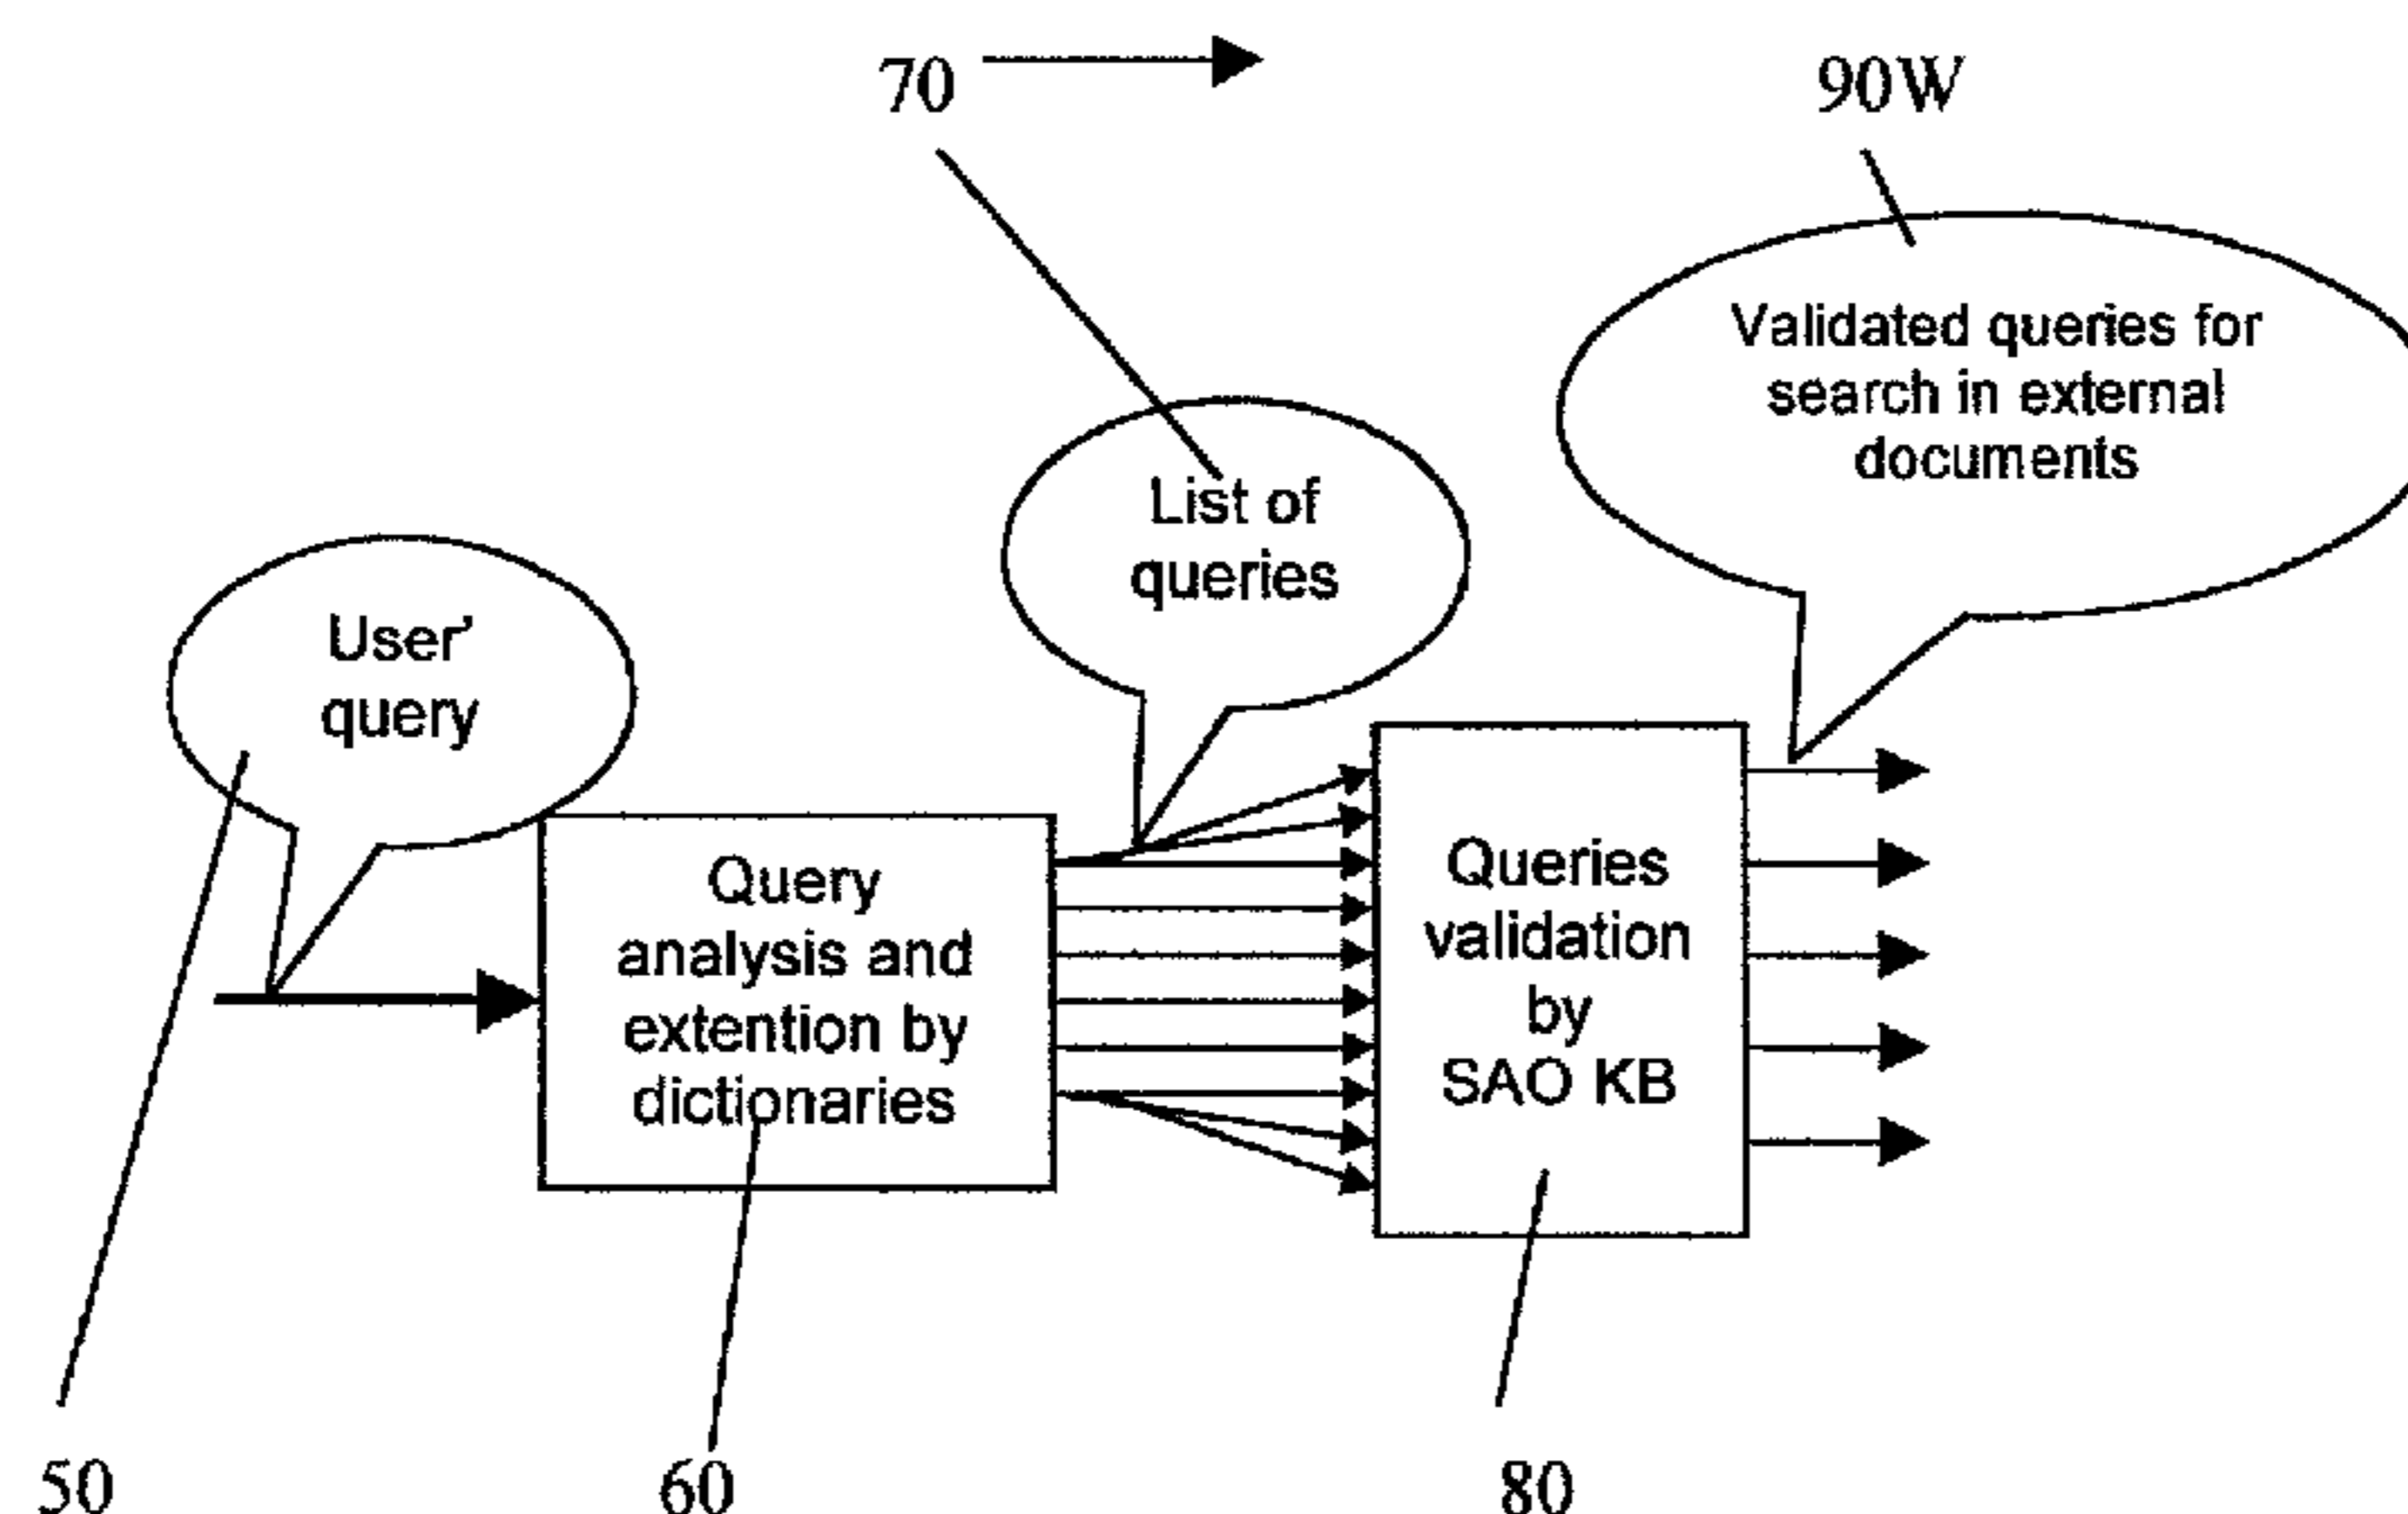 70
90W
Validated queries for
search in external
documents
List of
queries
User'
query
Query
analysis and
extention by
dictionaries
Queries
validation
by
SAO KB
50
60
80